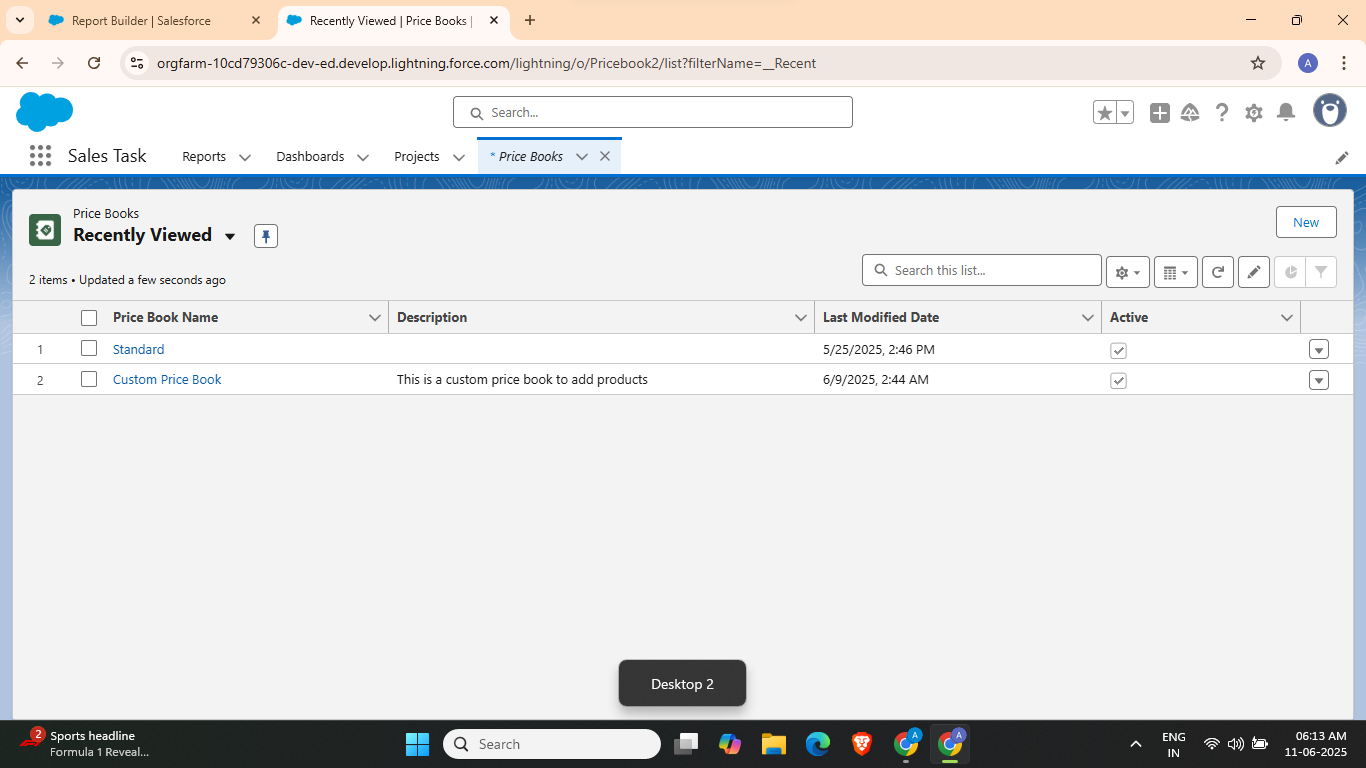 Report Builder | Salesforce
Recently Viewed | Price Books |
orgfarm-10cd79306c-dev-ed.develop.lightning.force.com/lightning/o/Pricebook2/list?filterName=__Recent
A
Search...
Sales Task
Reports
Dashboards
Projects
* Price Books
Price Books
Recently Viewed
New
2 items • Updated a few seconds ago
Search this list...
Price Book Name
Description
Last Modified Date
Active
1
Standard
5/25/2025, 2:46 PM
2
Custom Price Book
This is a custom price book to add products
6/9/2025, 2:44 AM
Desktop 2
2
Sports headline
Formula 1 Reveal...
Search
A
A
ENG
IN
06:13 AM
11-06-2025